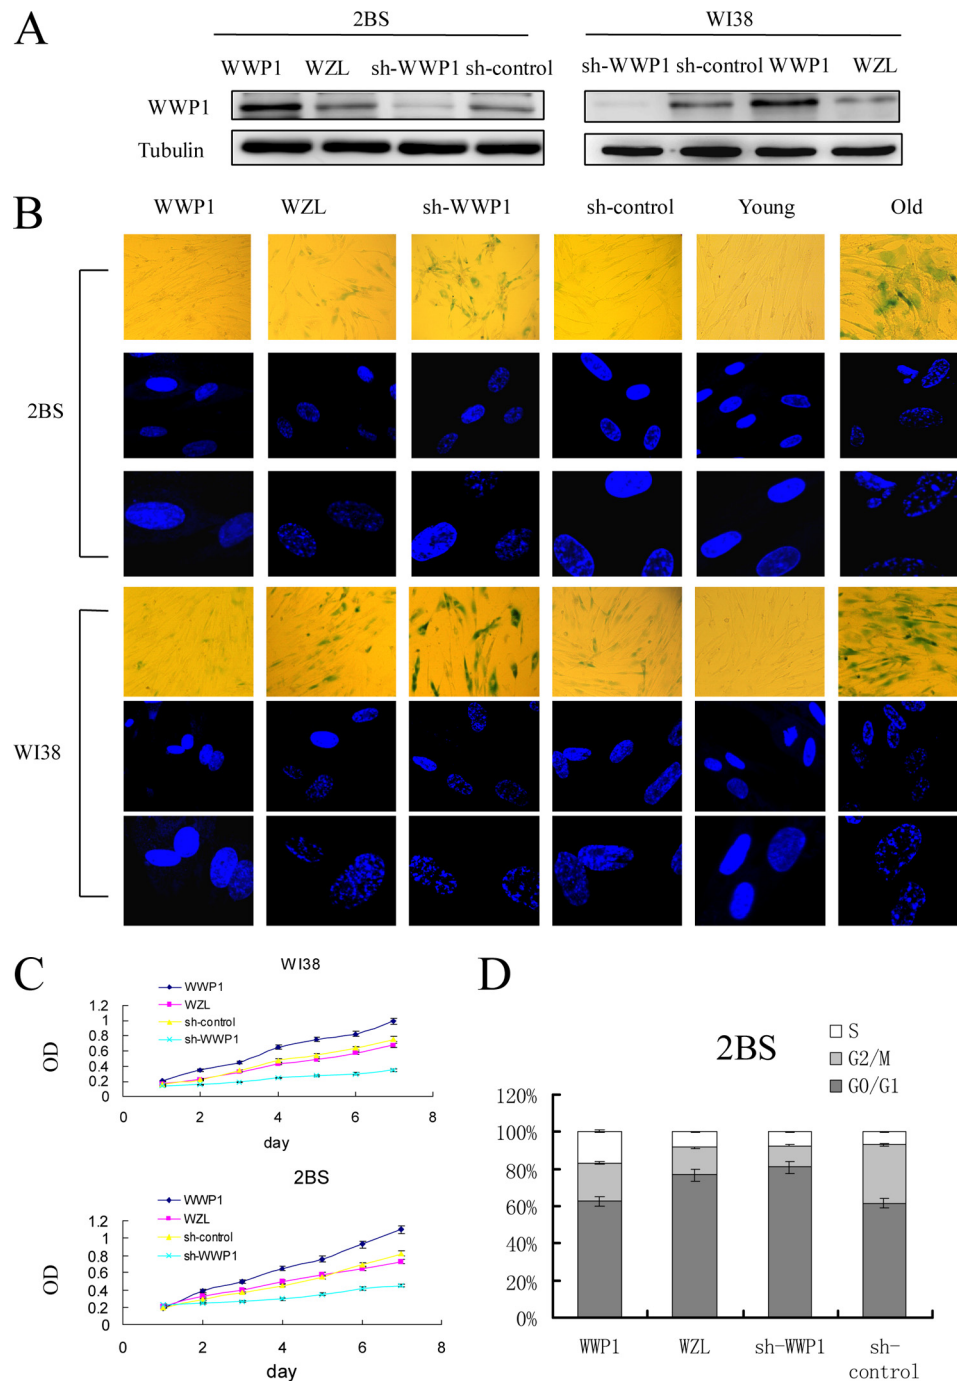 A
2BS
WI38
WWP1 WZL sh-WWP1 sh-control
sh-WWP1 sh-control WWP1 WZL
WWP1
Tubulin
B
WWP1 WZL sh-WWP1 sh-control Young Old
2BS
WI38
C
WI38
WWP1
WZL
sh-control
sh-WWP1
OD
1.2
1
0.8
0.6
0.4
0.2
0
0 2 4 6 8
day
2BS
WWP1
WZL
sh-control
sh-WWP1
OD
1.2
1
0.8
0.6
0.4
0.2
0
0 2 4 6 8
day
D
2BS
S
G2/M
G0/G1
120%
100%
80%
60%
40%
20%
0%
WWP1 WZL sh-WWP1 sh-
control